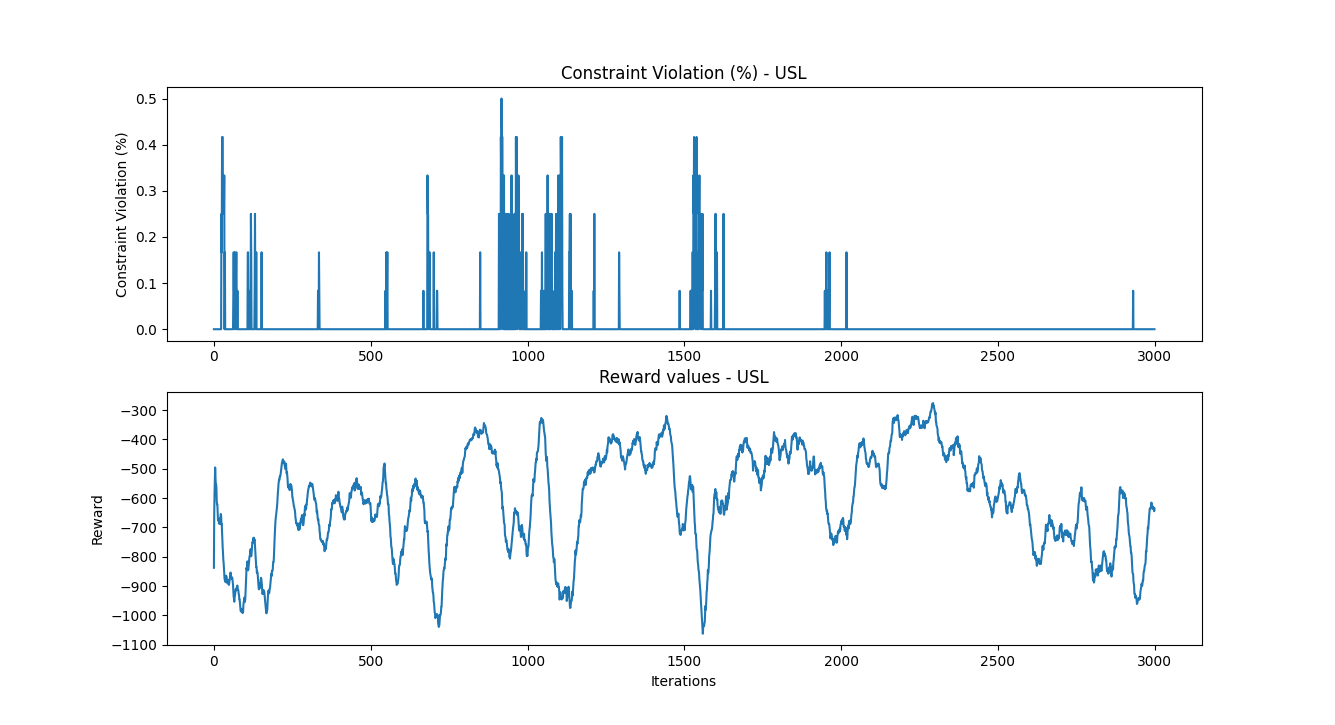 Constraint Violation (%) - USL
Constraint Violation (%)
0.5
0.4
0.3
0.2
0.1
0.0
0 500 1000 1500 2000 2500 3000
Reward values - USL
Reward
−300
−400
−500
−600
−700
−800
−900
−1000
−1100
0 500 1000 1500 2000 2500 3000
Iterations